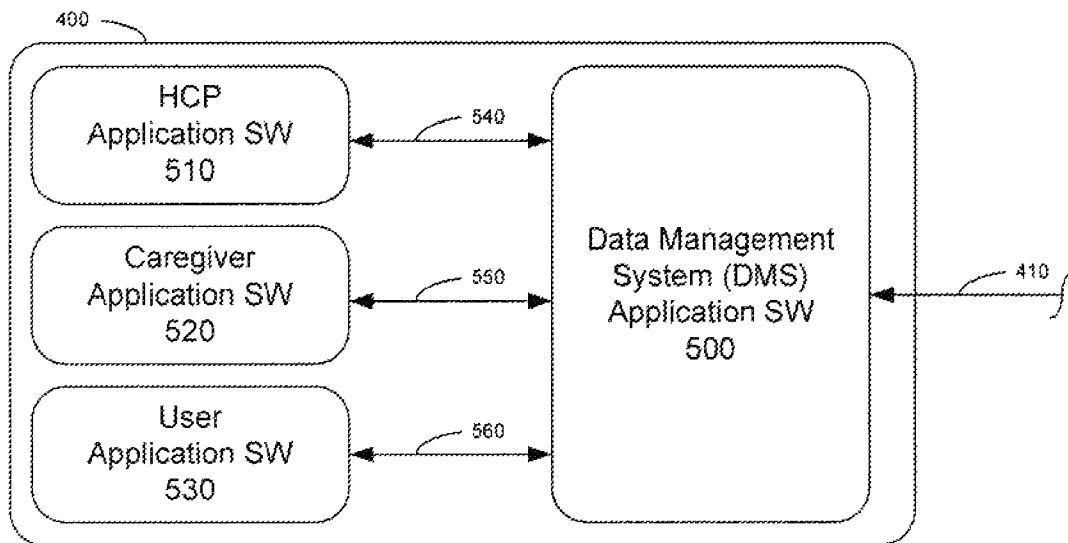 400
HCP
Application SW
510
540
Caregiver
Application SW
520
550
User
Application SW
530
560
Data Management
System (DMS)
Application SW
500
410